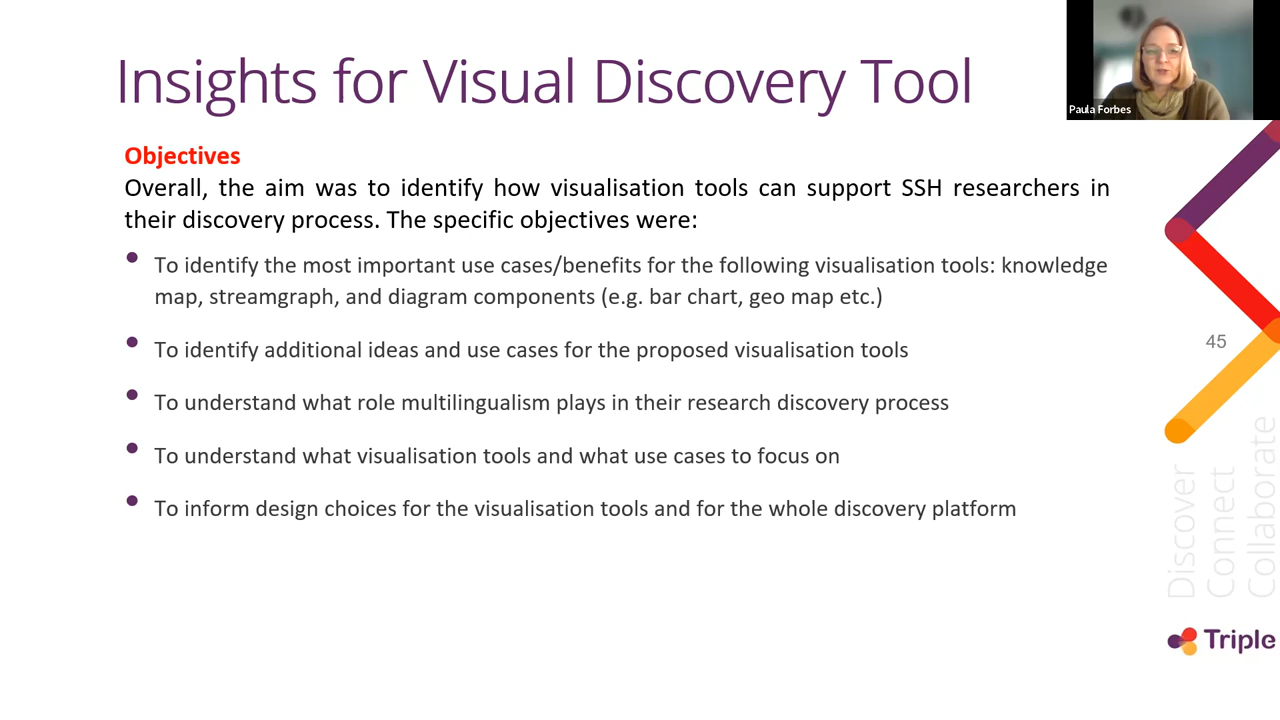 Insights for Visual Discovery Tool
Paula Forbes
Objectives
Overall, the aim was to identify how visualisation tools can support SSH researchers in
their discovery process. The specific objectives were:
• To identify the most important use cases/benefits for the following visualisation tools: knowledge
map, streamgraph, and diagram components (e.g. bar chart, geo map etc.)
• To identify additional ideas and use cases for the proposed visualisation tools
• To understand what role multilingualism plays in their research discovery process
• To understand what visualisation tools and what use cases to focus on
• To inform design choices for the visualisation tools and for the whole discovery platform
45
Discover
Connect
Collaborate
Triple